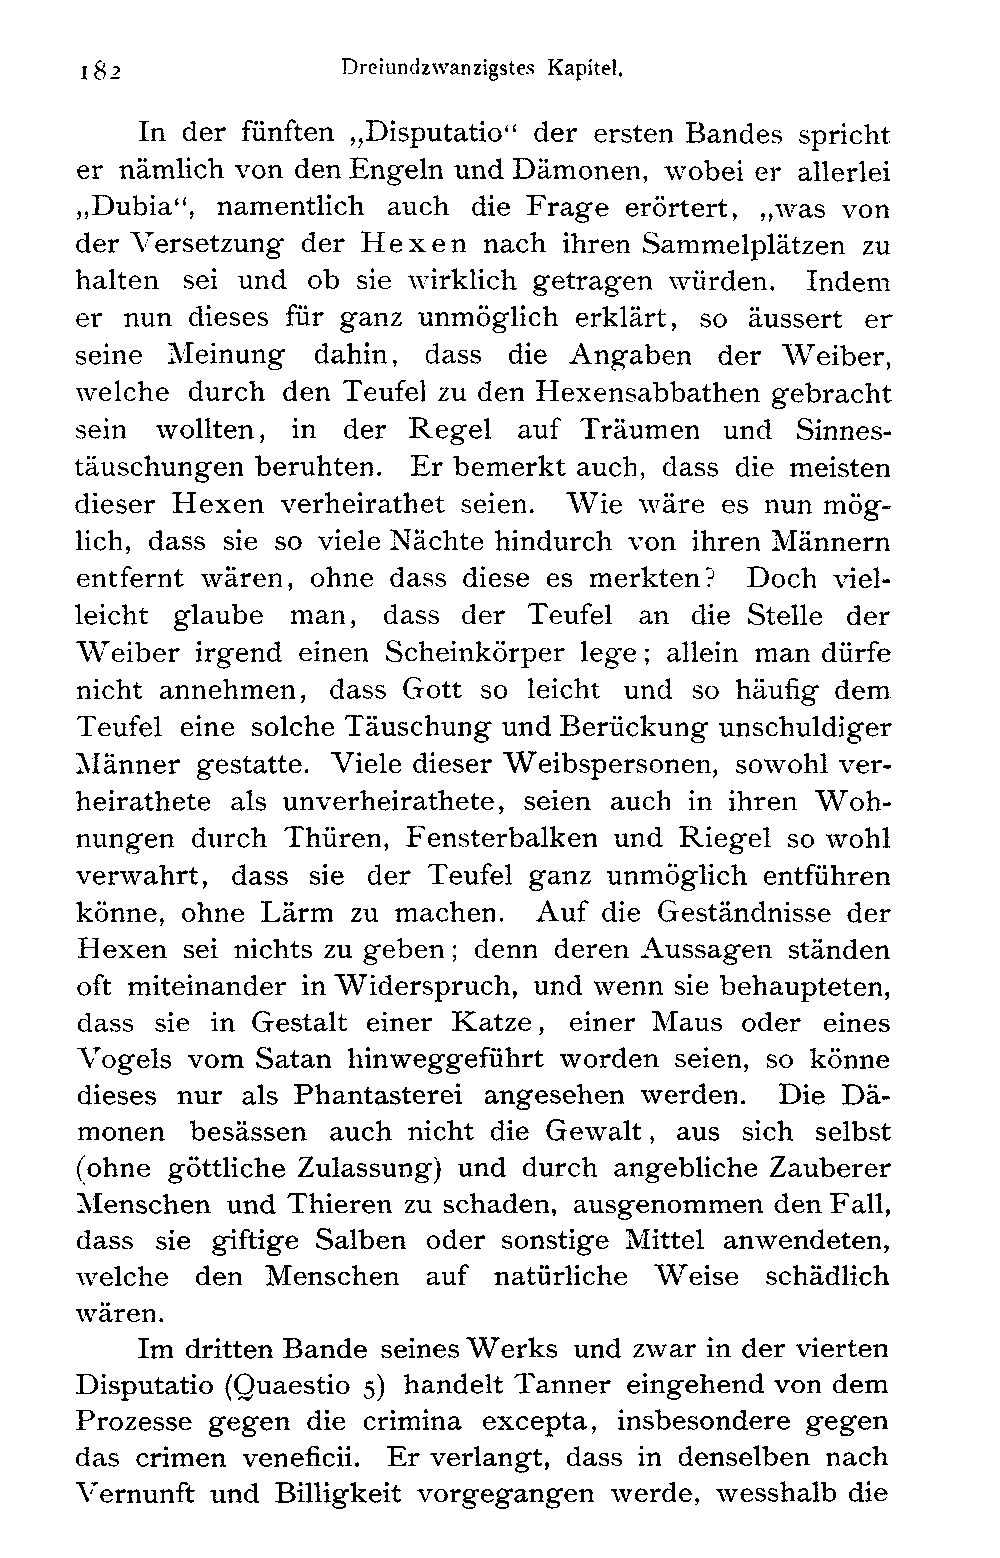 182 Dreiundzwanzigstes Kapitel.
In der fünften „Disputatio“ der ersten Bandes spricht
er nämlich von den Engeln und Dämonen, wobei er allerlei
„Dubia“, namentlich auch die Frage erörtert, „was von
der Versetzung der Hexen nach ihren Sammelplätzen zu
halten sei und ob sie wirklich getragen würden. Indem
er nun dieses für ganz unmöglich erklärt, so äussert er
seine Meinung dahin, dass die Angaben der Weiber,
welche durch den Teufel zu den Hexensabbathen gebracht
sein wollten, in der Regel auf Träumen und Sinnes-
täuschungen beruhten. Er bemerkt auch, dass die meisten
dieser Hexen verheirathet seien. Wie wäre es nun mög-
lich, dass sie so viele Nächte hindurch von ihren Männern
entfernt wären, ohne dass diese es merkten? Doch viel-
leicht glaube man, dass der Teufel an die Stelle der
Weiber irgend einen Scheinkörper lege; allein man dürfe
nicht annehmen, dass Gott so leicht und so häufig dem
Teufel eine solche Täuschung und Berückung unschuldiger
Männer gestatte. Viele dieser Weibspersonen, sowohl ver-
heirathete als unverheirathete, seien auch in ihren Woh-
nungen durch Thüren, Fensterbalken und Riegel so wohl
verwahrt, dass sie der Teufel ganz unmöglich entführen
könne, ohne Lärm zu machen. Auf die Geständnisse der
Hexen sei nichts zu geben; denn deren Aussagen ständen
oft miteinander in Widerspruch, und wenn sie behaupteten,
dass sie in Gestalt einer Katze, einer Maus oder eines
Vogels vom Satan hinweggeführt worden seien, so könne
dieses nur als Phantasterei angesehen werden. Die Dä-
monen besässen auch nicht die Gewalt, aus sich selbst
(ohne göttliche Zulassung) und durch angebliche Zauberer
Menschen und Thieren zu schaden, ausgenommen den Fall,
dass sie giftige Salben oder sonstige Mittel anwendeten,
welche den Menschen auf natürliche Weise schädlich
wären.
Im dritten Bande seines Werks und zwar in der vierten
Disputatio (Quaestio 5) handelt Tanner eingehend von dem
Prozesse gegen die crimina excepta, insbesondere gegen
das crimen veneficii. Er verlangt, dass in denselben nach
Vernunft und Billigkeit vorgegangen werde, wesshalb die